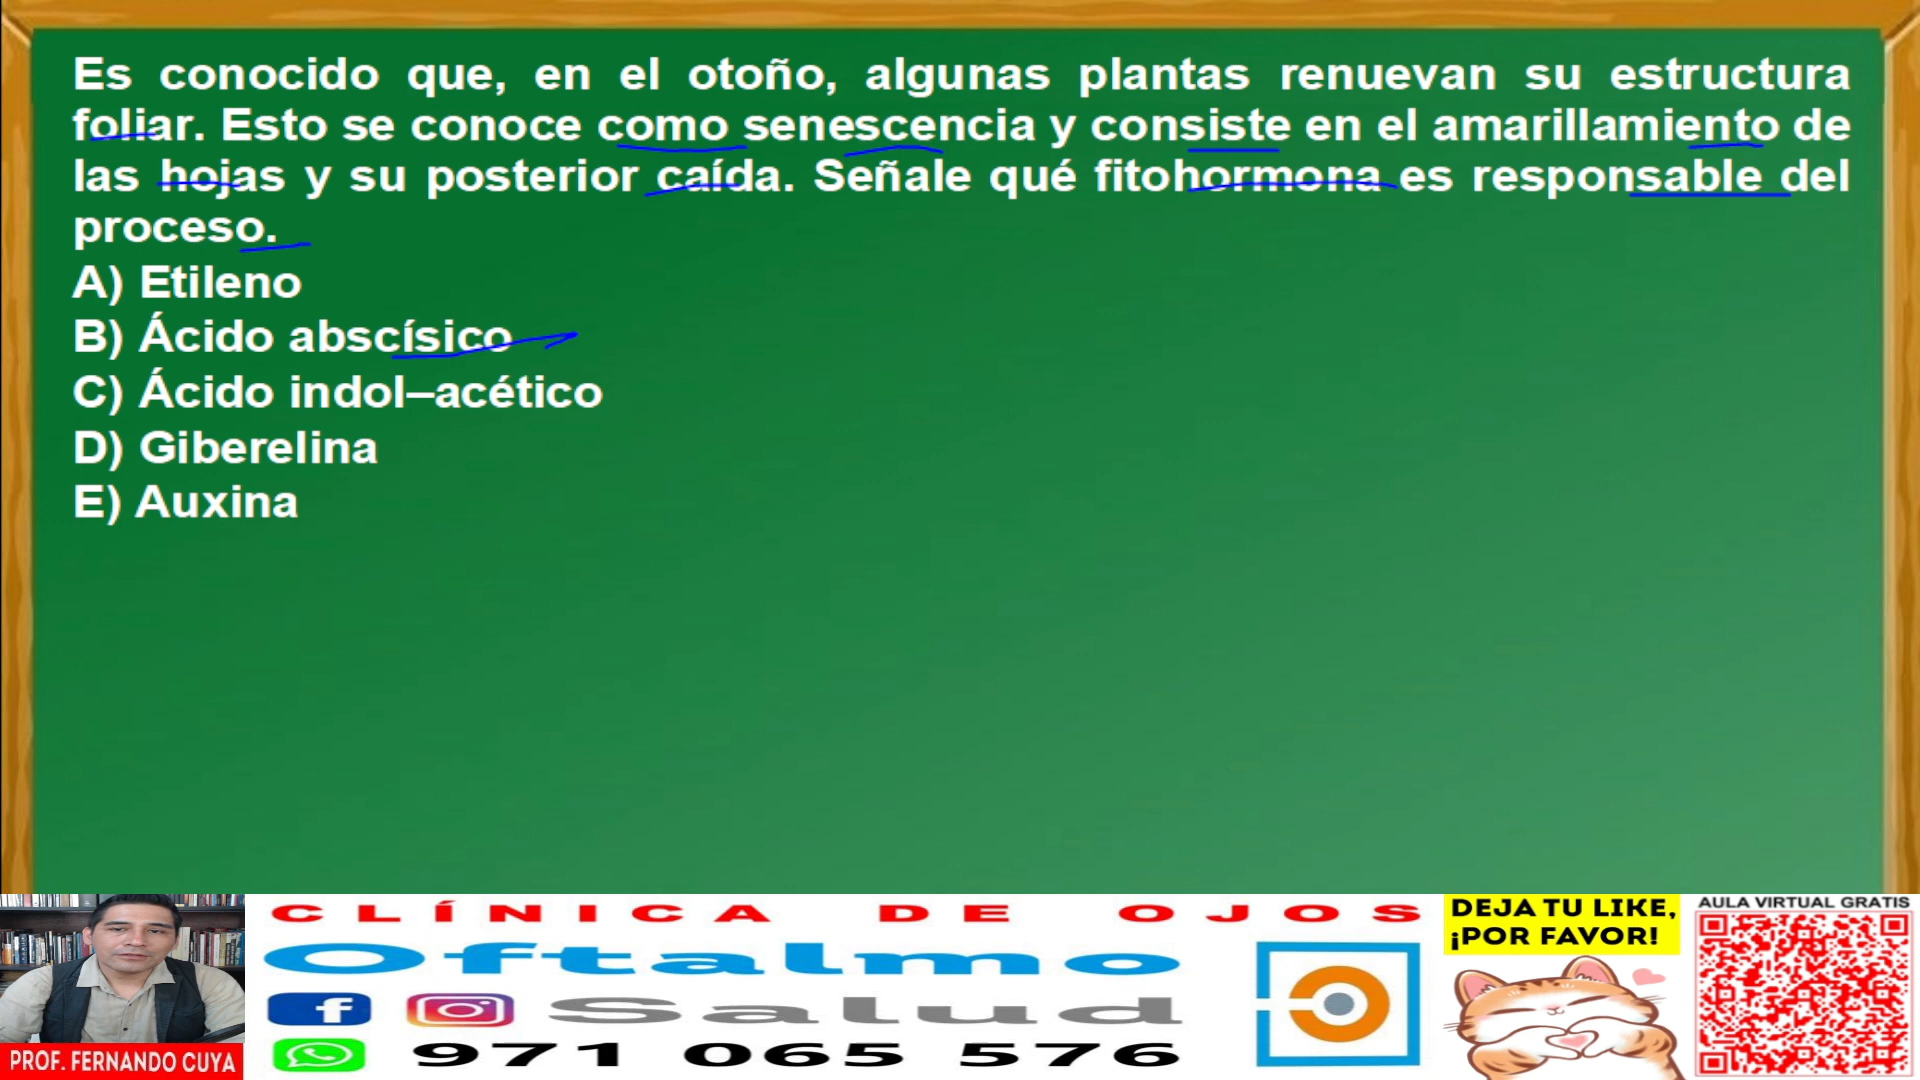 Es conocido que, en el otoño, algunas plantas renuevan su estructura
foliar. Esto se conoce como senescencia y consiste en el amarillamiento de
las hojas y su posterior caída. Señale qué fitohormona es responsable del
proceso.
A) Etileno
B) Ácido abscísico
C) Ácido indol–acético
D) Giberelina
E) Auxina
PROF. FERNANDO CUYA
CLÍNICA DE OJOS
Oftalmo
Salud
971 065 576
DEJA TU LIKE,
¡POR FAVOR!
AULA VIRTUAL GRATIS